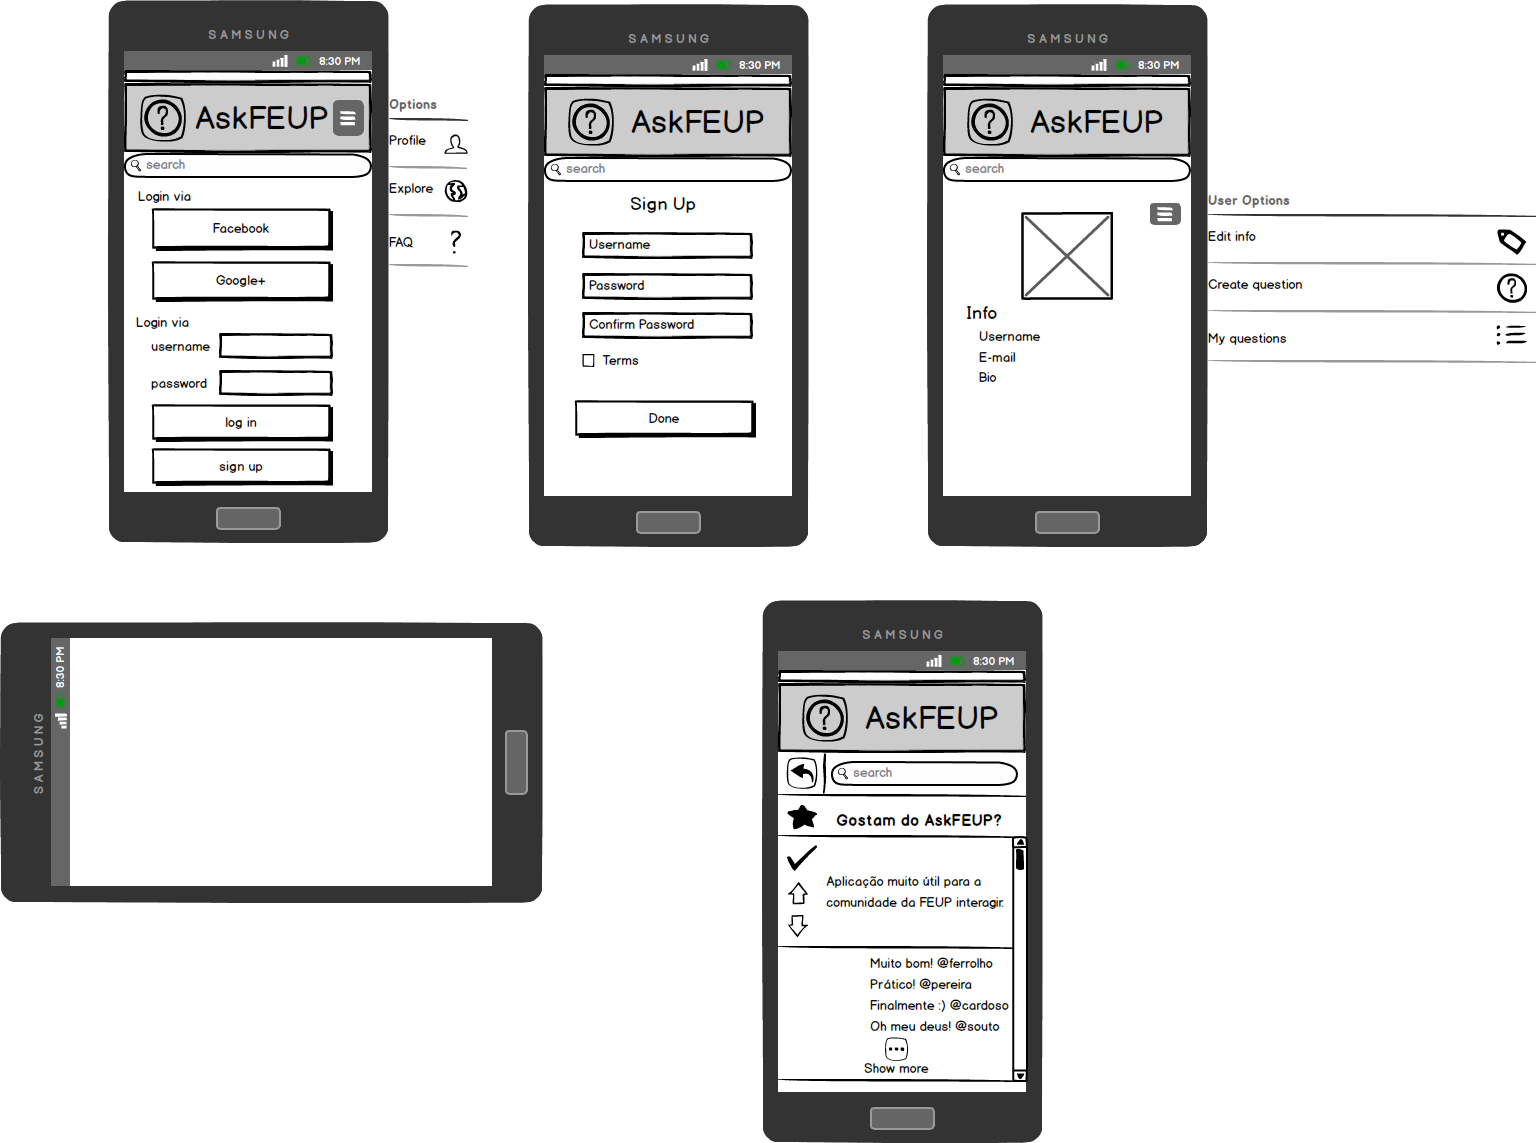 SAMSUNG
8:30 PM
AskFEUP
search
Login via
Facebook
Google+
Login via
username
password
log in
sign up
Options
Profile
Explore
FAQ
SAMSUNG
8:30 PM
AskFEUP
search
Sign Up
Username
Password
Confirm Password
Terms
Done
SAMSUNG
8:30 PM
AskFEUP
search
Info
Username
E-mail
Bio
User Options
Edit info
Create question
My questions
SAMSUNG
8:30 PM
SAMSUNG
8:30 PM
AskFEUP
search
Gostam do AskFEUP?
Aplicação muito útil para a
comunidade da FEUP interagir.
Muito bom! @ferrolho
Prático! @pereira
Finalmente :) @cardoso
Oh meu deus! @souto
Show more